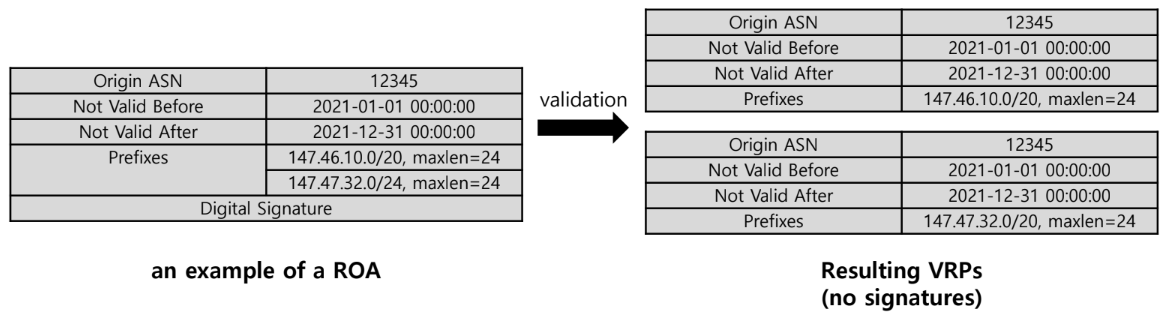 Origin ASN 12345
Not Valid Before 2021-01-01 00:00:00
Not Valid After 2021-12-31 00:00:00
Prefixes 147.46.10.0/20, maxlen=24
147.47.32.0/24, maxlen=24
Digital Signature
an example of a ROA
validation
Origin ASN 12345
Not Valid Before 2021-01-01 00:00:00
Not Valid After 2021-12-31 00:00:00
Prefixes 147.46.10.0/20, maxlen=24
Origin ASN 12345
Not Valid Before 2021-01-01 00:00:00
Not Valid After 2021-12-31 00:00:00
Prefixes 147.47.32.0/20, maxlen=24
Resulting VRPs
(no signatures)